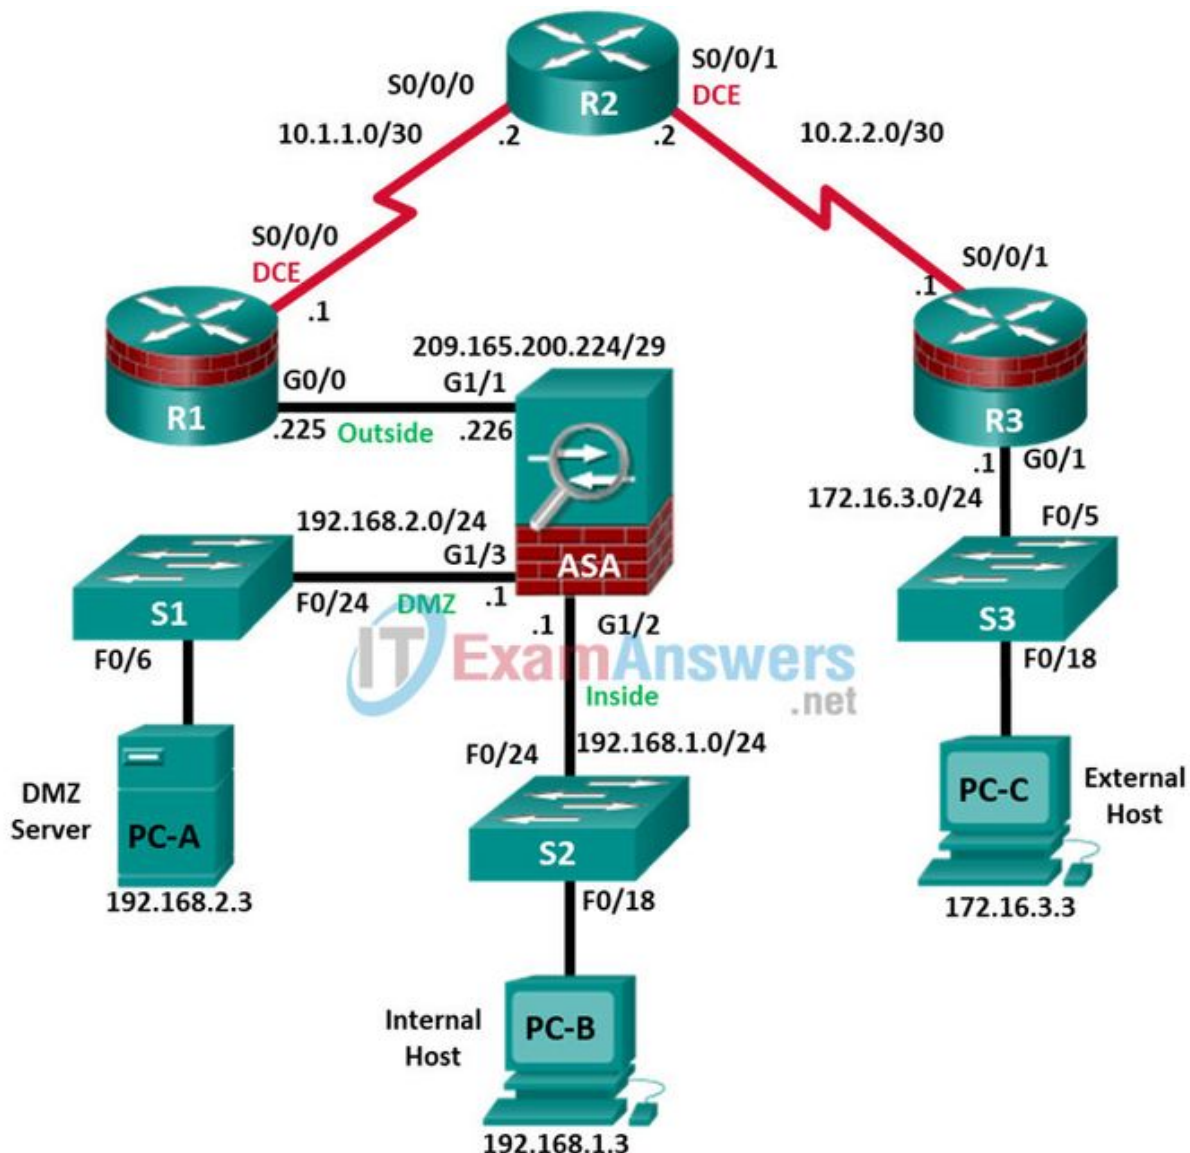 S0/0/0
R2
S0/0/1
DCE
10.1.1.0/30
.2
.2
10.2.2.0/30
S0/0/0
DCE
.1
S0/0/1
.1
209.165.200.224/29
G0/0
G1/1
R1
.225
Outside
.226
R3
.1
G0/1
172.16.3.0/24
F0/5
192.168.2.0/24
G1/3
ASA
S1
F0/24
DMZ
.1
.1
G1/2
S3
F0/6
ITExamAnswers
.net
F0/18
Inside
F0/24
192.168.1.0/24
DMZ
Server
PC-A
192.168.2.3
S2
F0/18
PC-C
External
Host
172.16.3.3
Internal
Host
PC-B
192.168.1.3